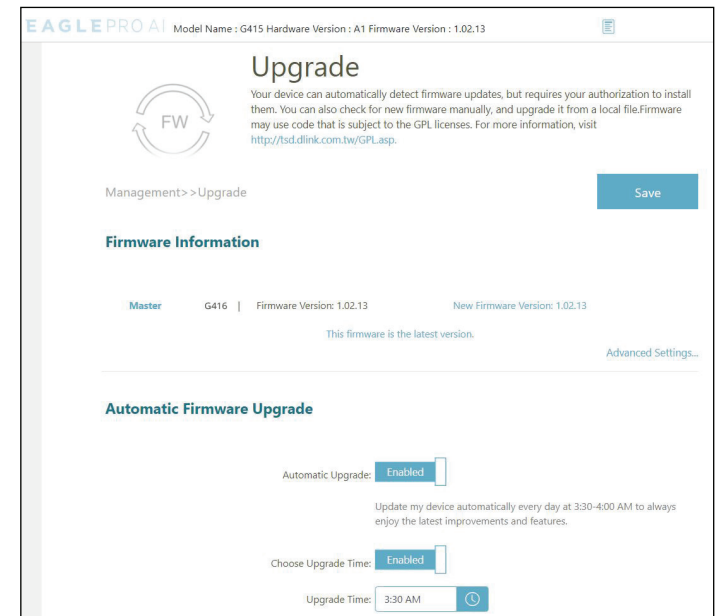 EAGLE PRO AI Model Name : G415 Hardware Version : A1 Firmware Version : 1.02.13
Upgrade
Your device can automatically detect firmware updates, but requires your authorization to install
them. You can also check for new firmware manually, and upgrade it from a local file.Firmware
may use code that is subject to the GPL licenses. For more information, visit
http://tsd.dlink.com.tw/GPL.asp.
FW
Management>>Upgrade
Save
Firmware Information
Master G416 | Firmware Version: 1.02.13 New Firmware Version: 1.02.13
This firmware is the latest version.
Advanced Settings...
Automatic Firmware Upgrade
Automatic Upgrade: Enabled
Update my device automatically every day at 3:30-4:00 AM to always
enjoy the latest improvements and features.
Choose Upgrade Time: Enabled
Upgrade Time: 3:30 AM